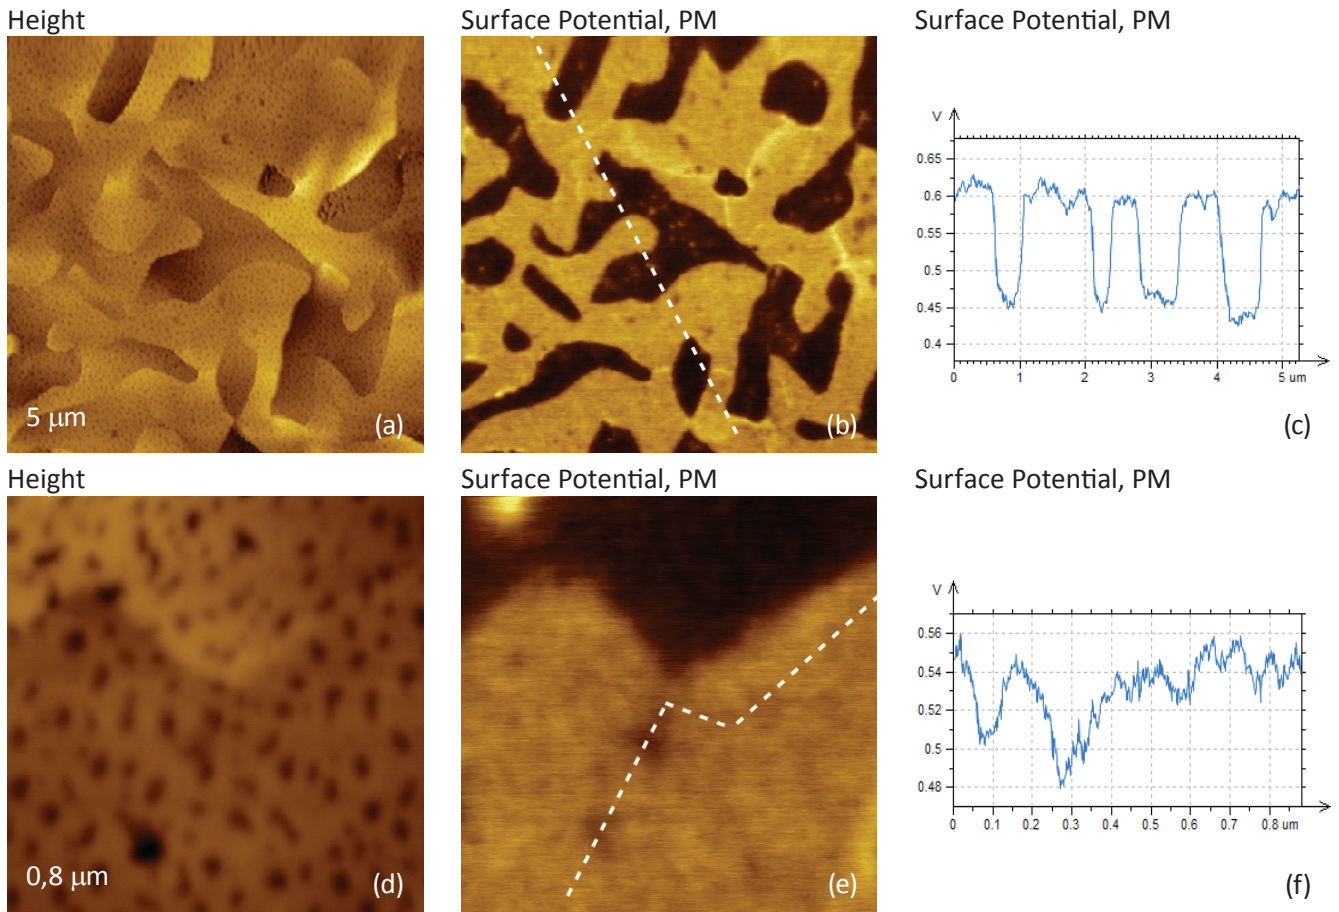 Height
Surface Potential, PM
Surface Potential, PM
5 μm
(a)
(b)
V
0.65
0.6
0.55
0.5
0.45
0.4
0
1
2
3
4
5 um
(c)
Height
Surface Potential, PM
Surface Potential, PM
0,8 μm
(d)
(e)
V
0.56
0.54
0.52
0.5
0.48
0
0.1
0.2
0.3
0.4
0.5
0.6
0.7
0.8 um
(f)